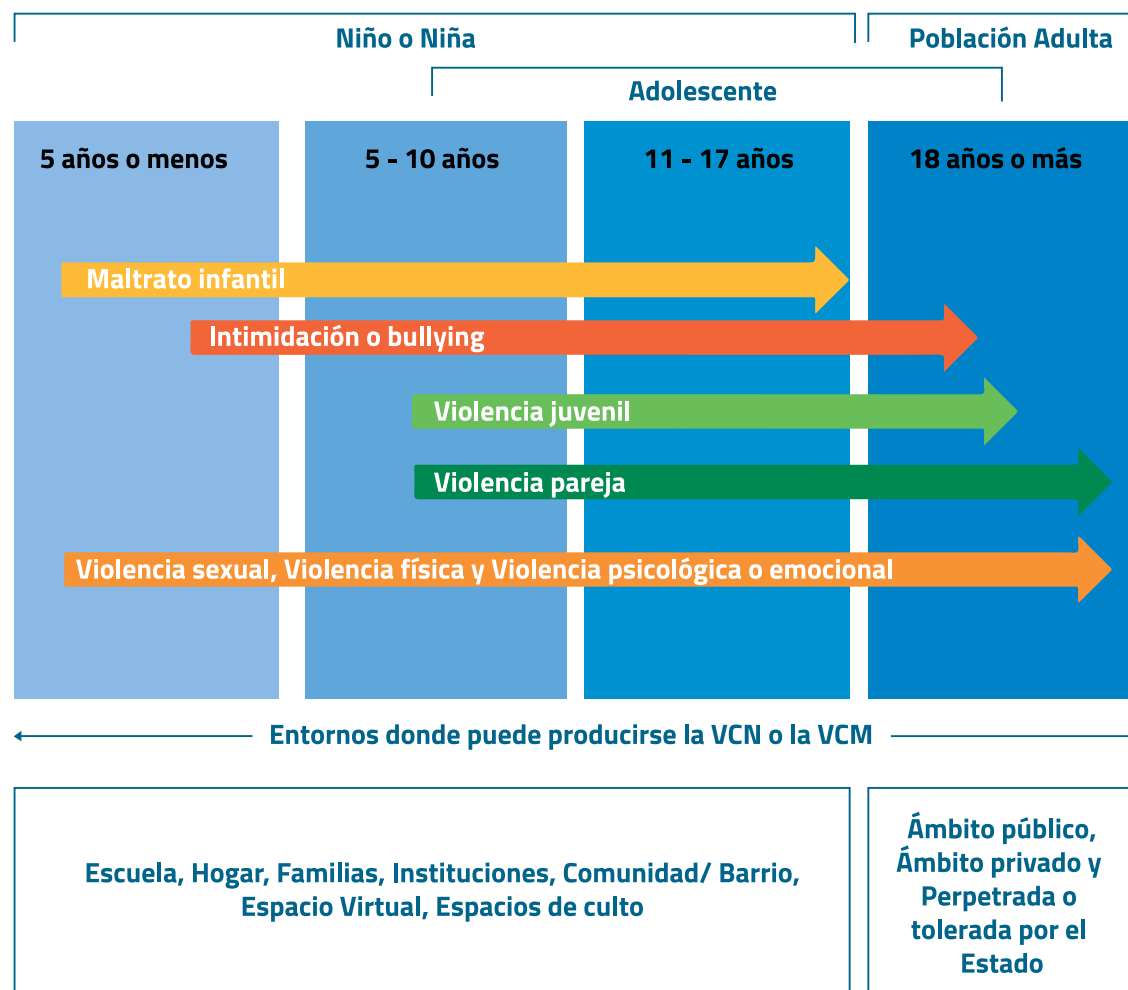 Niño o Niña
Población Adulta
Adolescente
5 años o menos
5 - 10 años
11 - 17 años
18 años o más
Maltrato infantil
Intimidación o bullying
Violencia juvenil
Violencia pareja
Violencia sexual, Violencia física y Violencia psicológica o emocional
Entornos donde puede producirse la VCN o la VCM
Escuela, Hogar, Familias, Instituciones, Comunidad/ Barrio,
Espacio Virtual, Espacios de culto
Ámbito público,
Ámbito privado y
Perpetrada o
tolerada por el
Estado